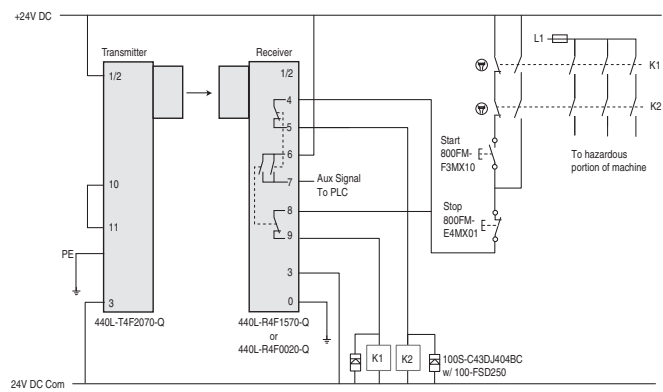 +24V DC
Transmitter
Receiver
L1
1/2
1/2
K1
4
K2
5
Start
800FM-
F3MX10
6
To hazardous
portion of machine
10
7
Aux Signal
To PLC
Stop
800FM-
E4MX01
8
11
9
PE
3
3
0
440L-T4F2070-Q
440L-R4F1570-Q
or
440L-R4F0020-Q
K1
K2
100S-C43DJ404BC
w/ 100-FSD250
24V DC Com